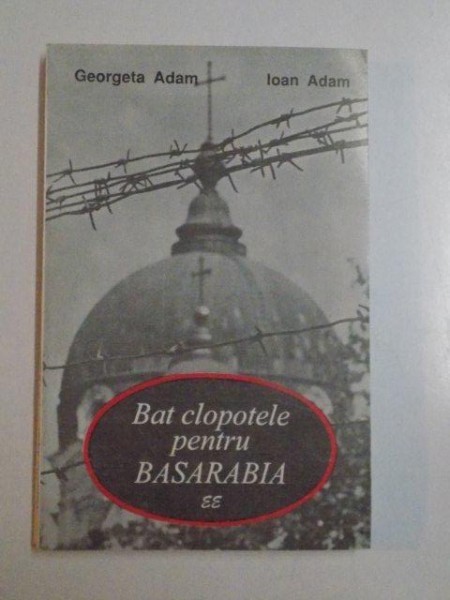 Georgeta Adam Ioan Adam
Bat clopotele
pentru
BASARABIA
EE